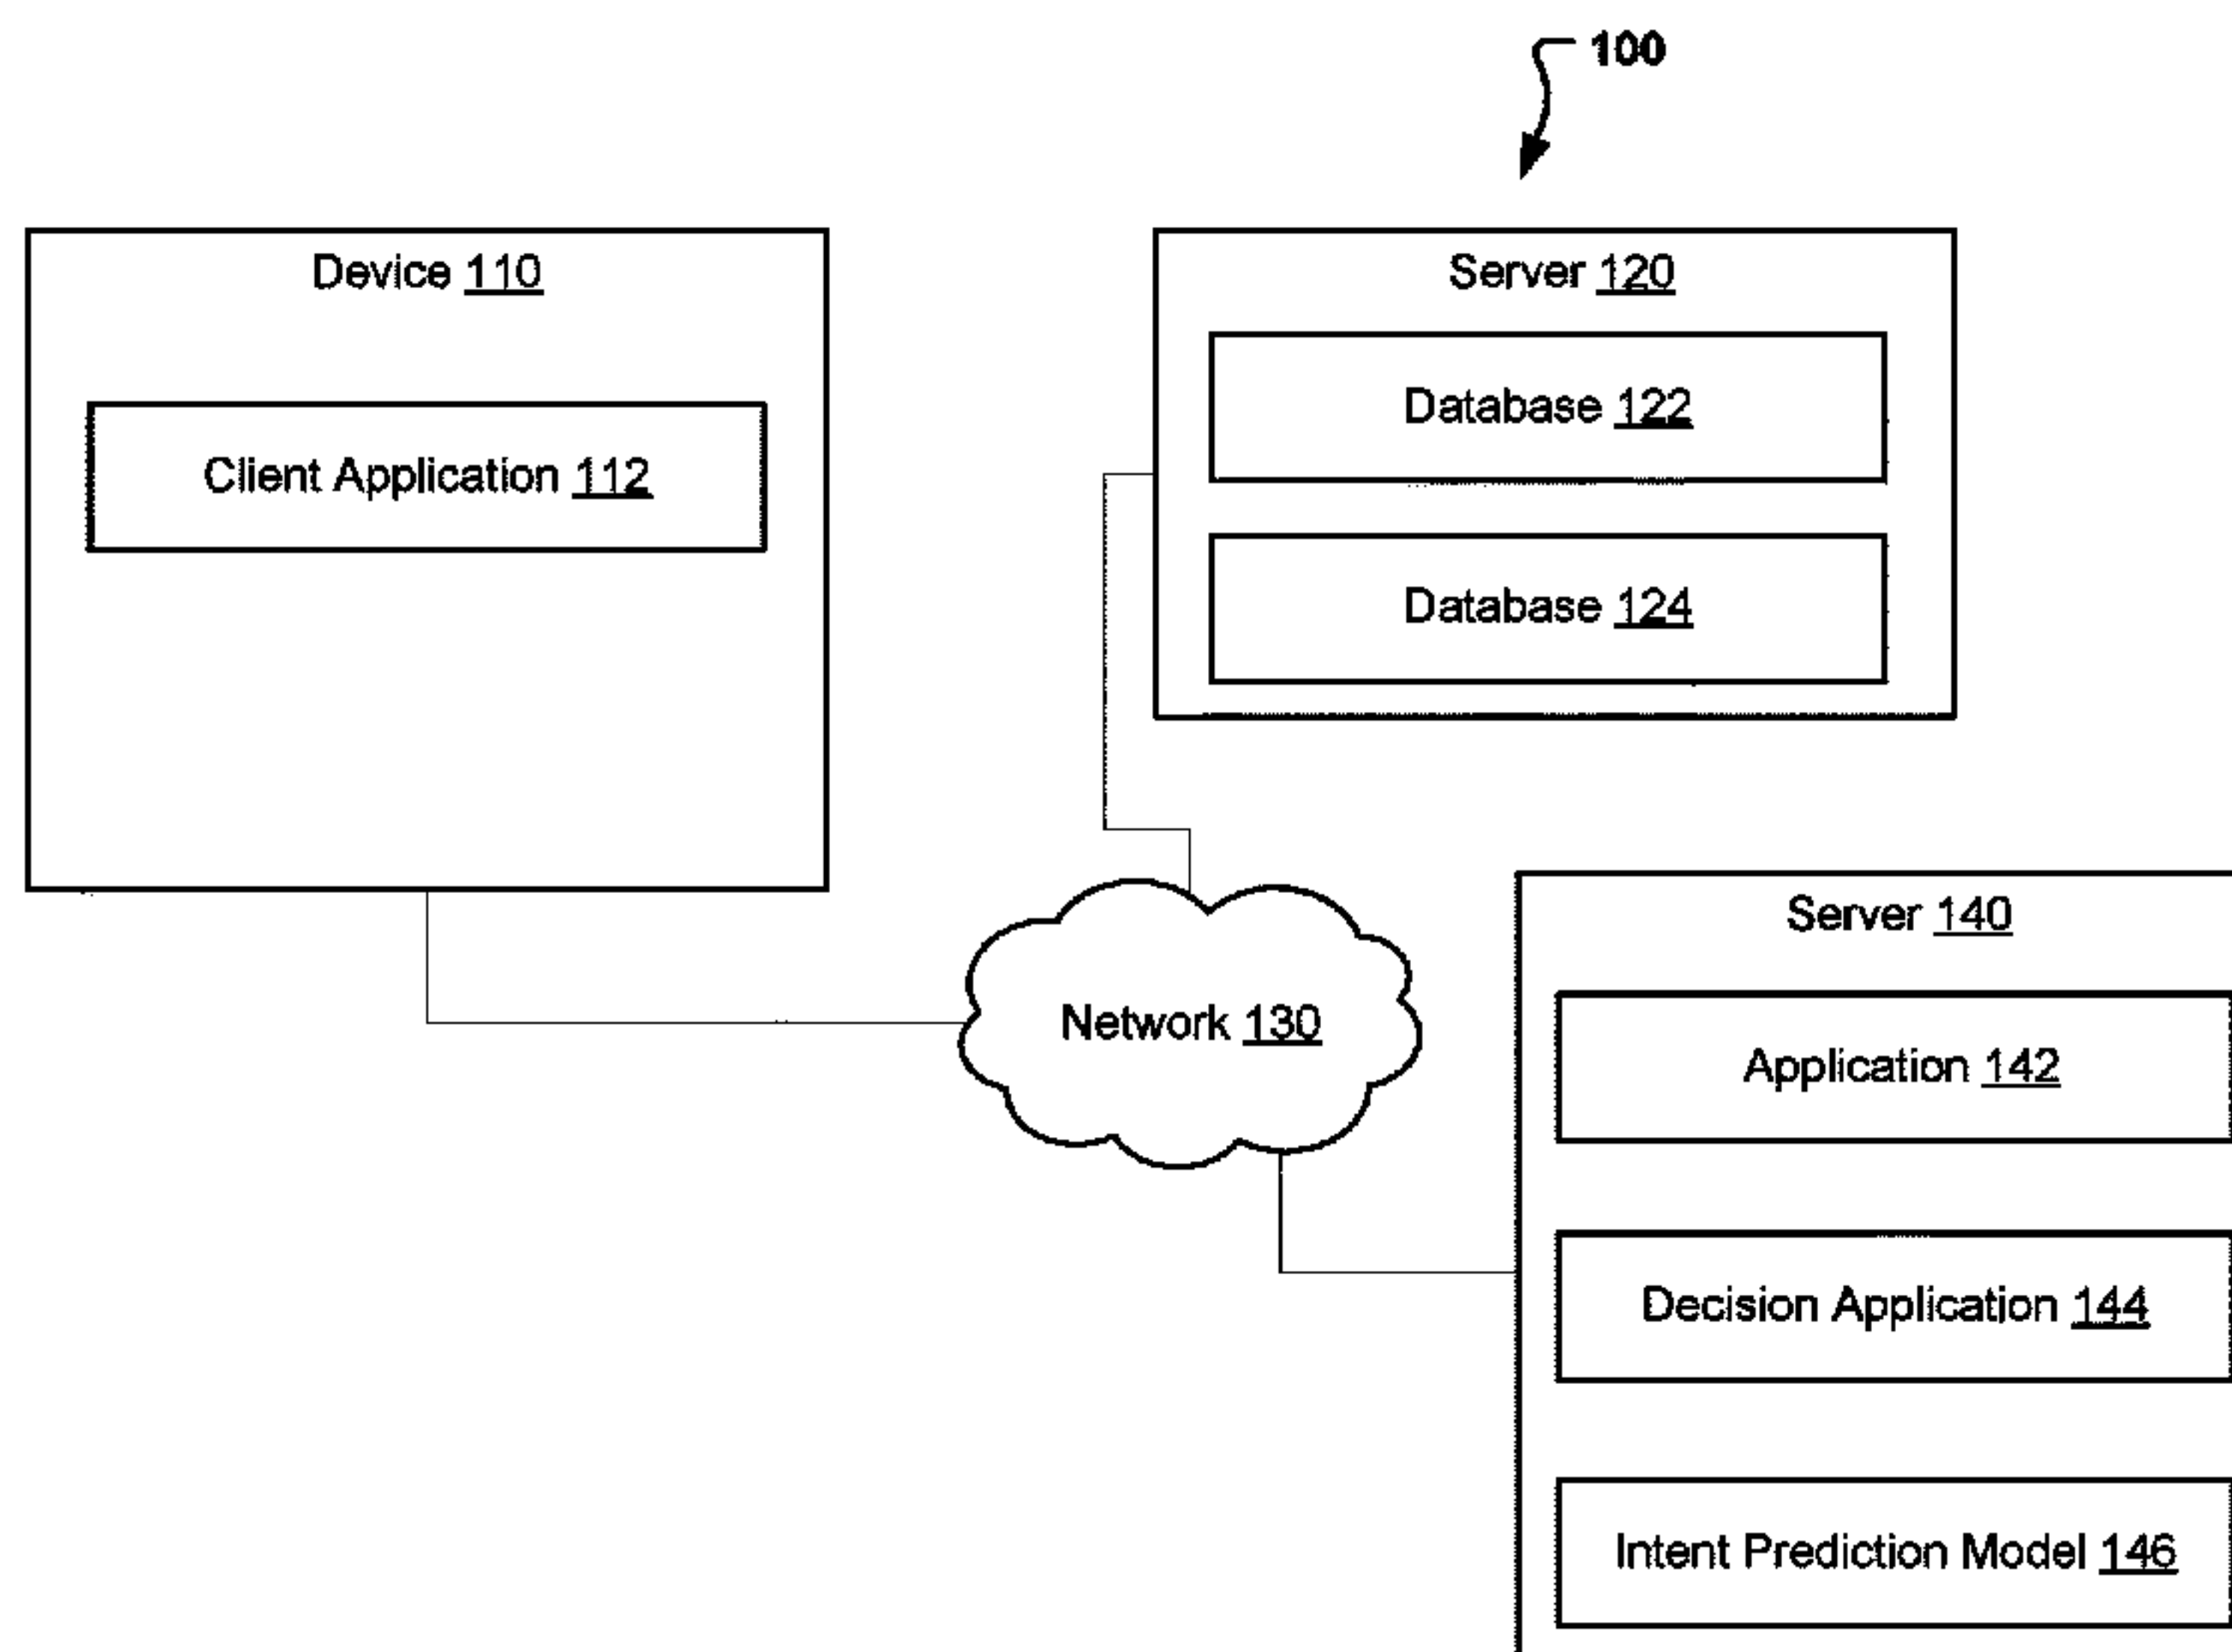 100
Device 110
Client Application 112
Server 120
Database 122
Database 124
Network 130
Server 140
Application 142
Decision Application 144
Intent Prediction Model 146